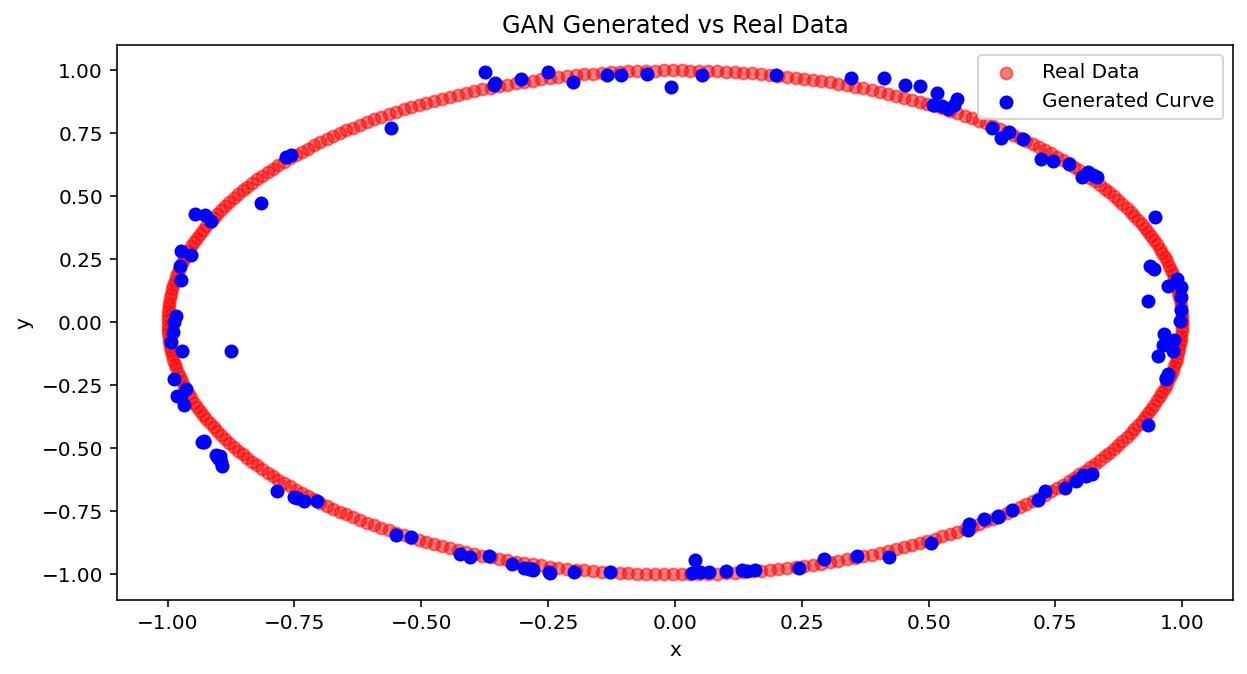 GAN Generated vs Real Data
Real Data
Generated Curve
1.00
0.75
0.50
0.25
0.00
−0.25
−0.50
−0.75
−1.00
y
−1.00 −0.75 −0.50 −0.25 0.00 0.25 0.50 0.75 1.00
x